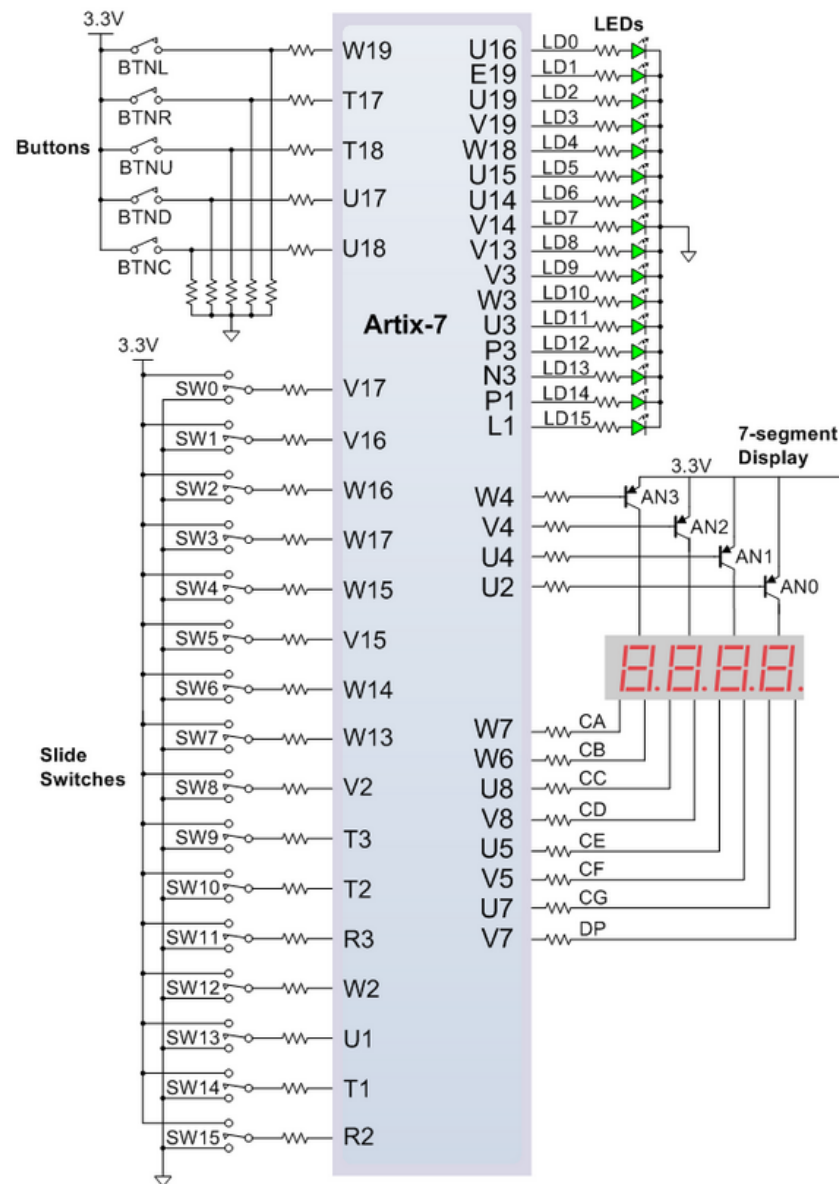 3.3V
BTNL
BTNR
Buttons
BTNU
BTND
BTNC
W19
T17
T18
U17
U18
Artix-7
LEDs
U16 LD0
E19 LD1
U19 LD2
V19 LD3
W18 LD4
U15 LD5
U14 LD6
V14 LD7
V13 LD8
V3 LD9
W3 LD10
U3 LD11
P3 LD12
N3 LD13
P1 LD14
L1 LD15
3.3V
SW0 V17
SW1 V16
SW2 W16
SW3 W17
SW4 W15
SW5 V15
SW6 W14
SW7 W13
Slide
Switches
SW8 V2
SW9 T3
SW10 T2
SW11 R3
SW12 W2
SW13 U1
SW14 T1
SW15 R2
7-segment
Display
3.3V
W4 AN3
V4 AN2
U4 AN1
U2 AN0
8.8.8.8.
W7 CA
W6 CB
U8 CC
V8 CD
U5 CE
V5 CF
U7 CG
V7 DP